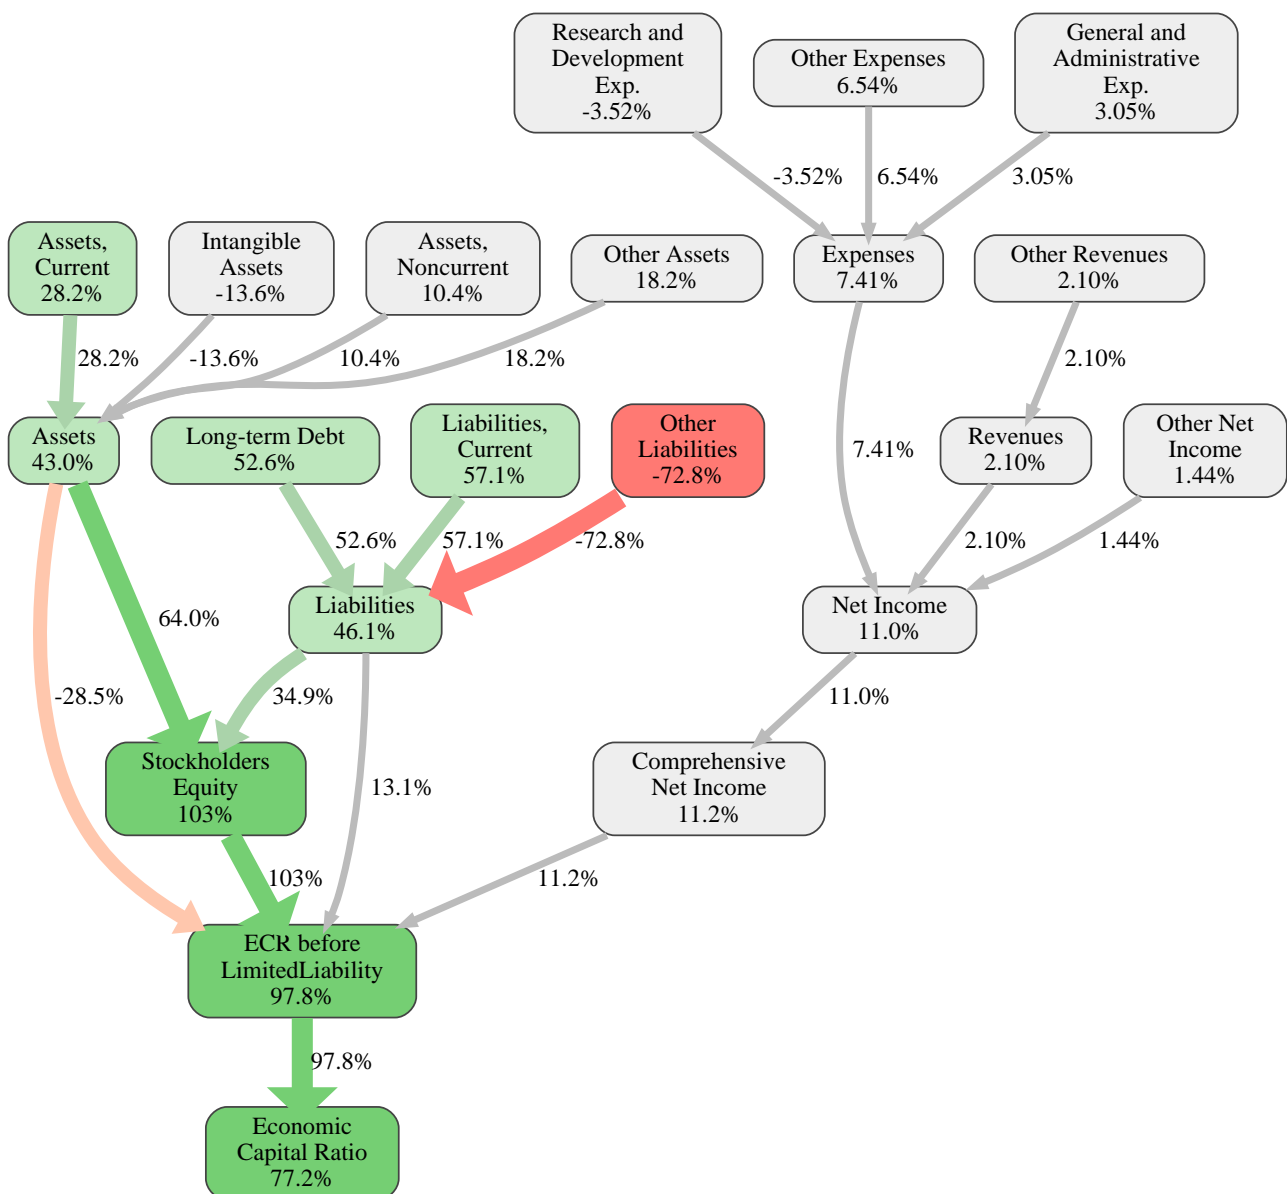 Research and
Development
Exp.
-3.52%
Other Expenses
6.54%
General and
Administrative
Exp.
3.05%
-3.52%
6.54%
3.05%
Assets,
Current
28.2%
Intangible
Assets
-13.6%
Assets,
Noncurrent
10.4%
Other Assets
18.2%
Expenses
7.41%
Other Revenues
2.10%
28.2%
-13.6%
10.4%
18.2%
2.10%
Assets
43.0%
Long-term Debt
52.6%
Liabilities,
Current
57.1%
Other
Liabilities
-72.8%
7.41%
Revenues
2.10%
Other Net
Income
1.44%
52.6%
57.1%
-72.8%
2.10%
1.44%
64.0%
Liabilities
46.1%
Net Income
11.0%
-28.5%
34.9%
11.0%
Stockholders
Equity
103%
13.1%
Comprehensive
Net Income
11.2%
103%
11.2%
ECR before
LimitedLiability
97.8%
97.8%
Economic
Capital Ratio
77.2%